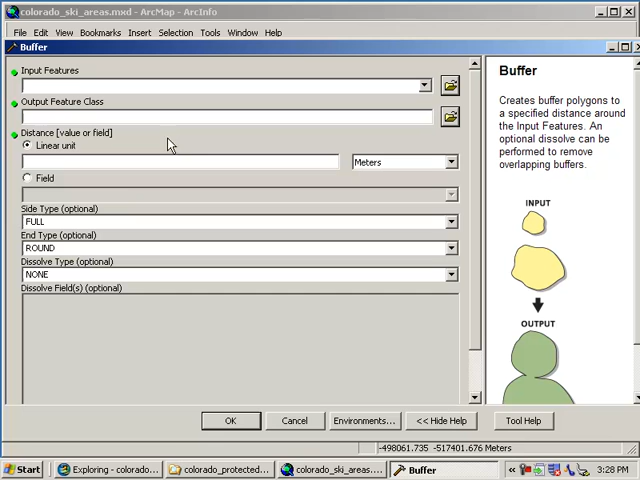 colorado_ski_areas.mxd - ArcMap - ArcInfo
File Edit View Bookmarks Insert Selection Tools Window Help
Buffer
Input Features
Output Feature Class
Distance [value or field]
Linear unit
Meters
Field
Side Type (optional)
FULL
End Type (optional)
ROUND
Dissolve Type (optional)
NONE
Dissolve Field(s) (optional)
Buffer
Creates buffer polygons to
a specified distance around
the Input Features. An
optional dissolve can be
performed to remove
overlapping buffers.
INPUT
OUTPUT
OK Cancel Environments... << Hide Help Tool Help
-498061.735 -517401.676 Meters
Start Exploring - colorado... colorado_protected... colorado_ski_areas.... Buffer « 3:28 PM